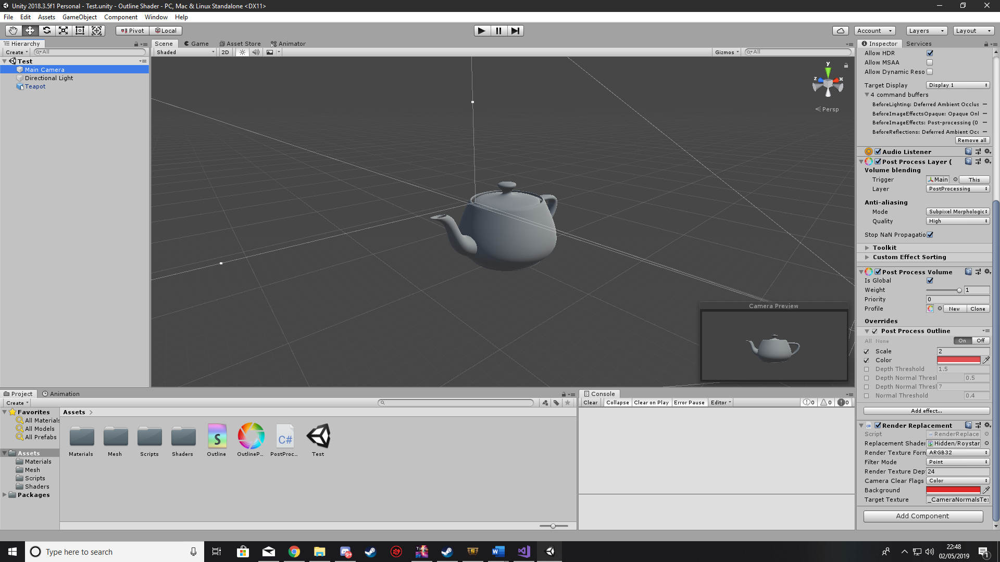 Unity 2018.3.5f1 Personal - Test.unity - Outline Shader - PC, Mac & Linux Standalone <DX11>
File Edit Assets GameObject Component Window Help
Pivot Local
Account Layers Layout
Hierarchy
Create All
Test
Main Camera
Directional Light
Teapot
Scene Game Asset Store Animator
Shaded 2D Gizmos All
y
z x
Persp
Camera Preview
Inspector Services
Allow HDR
Allow MSAA
Allow Dynamic Reso
Target Display Display 1
4 command buffers
BeforeLighting: Deferred Ambient Occlus
BeforeImageEffectsOpaque: Opaque Onl
BeforeImageEffects: Post-processing (0
BeforeReflections: Deferred Ambient Occ
Remove all
Audio Listener
Post Process Layer (
Volume blending
Trigger Main This
Layer PostProcessing
Anti-aliasing
Mode Subpixel Morphologic
Quality High
Stop NaN Propagatio
Toolkit
Custom Effect Sorting
Post Process Volume
Is Global
Weight 1
Priority 0
Profile New Clone
Overrides
Post Process Outline
All None On Off
Scale 2
Color
Depth Threshold 1.5
Depth Normal Thresl 0.5
Depth Normal Thresl 7
Normal Threshold 0.4
Add effect...
Render Replacement
Script RenderReplace
Replacement Shader Hidden/Roystar
Render Texture Forn ARGB32
Filter Mode Point
Render Texture Dep 24
Camera Clear Flags Color
Background
Target Texture _CameraNormalsTe
Add Component
Project Animation
Create
Favorites
All Materials
All Models
All Prefabs
Assets
Materials
Mesh
Scripts
Shaders
Packages
Assets
Materials Mesh Scripts Shaders Outline OutlineP... PostProc... Test
S
C#
Console
Clear Collapse Clear on Play Error Pause Editor 0 0 0
Type here to search
9+
22:48
02/05/2019
1